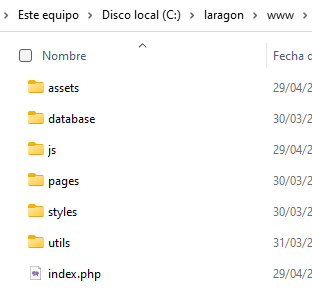 Este equipo > Disco local (C:) > laragon > www >
Nombre Fecha d
assets 29/04/2
database 30/03/2
js 29/04/2
pages 30/03/2
styles 30/03/2
utils 31/03/2
index.php 29/04/2